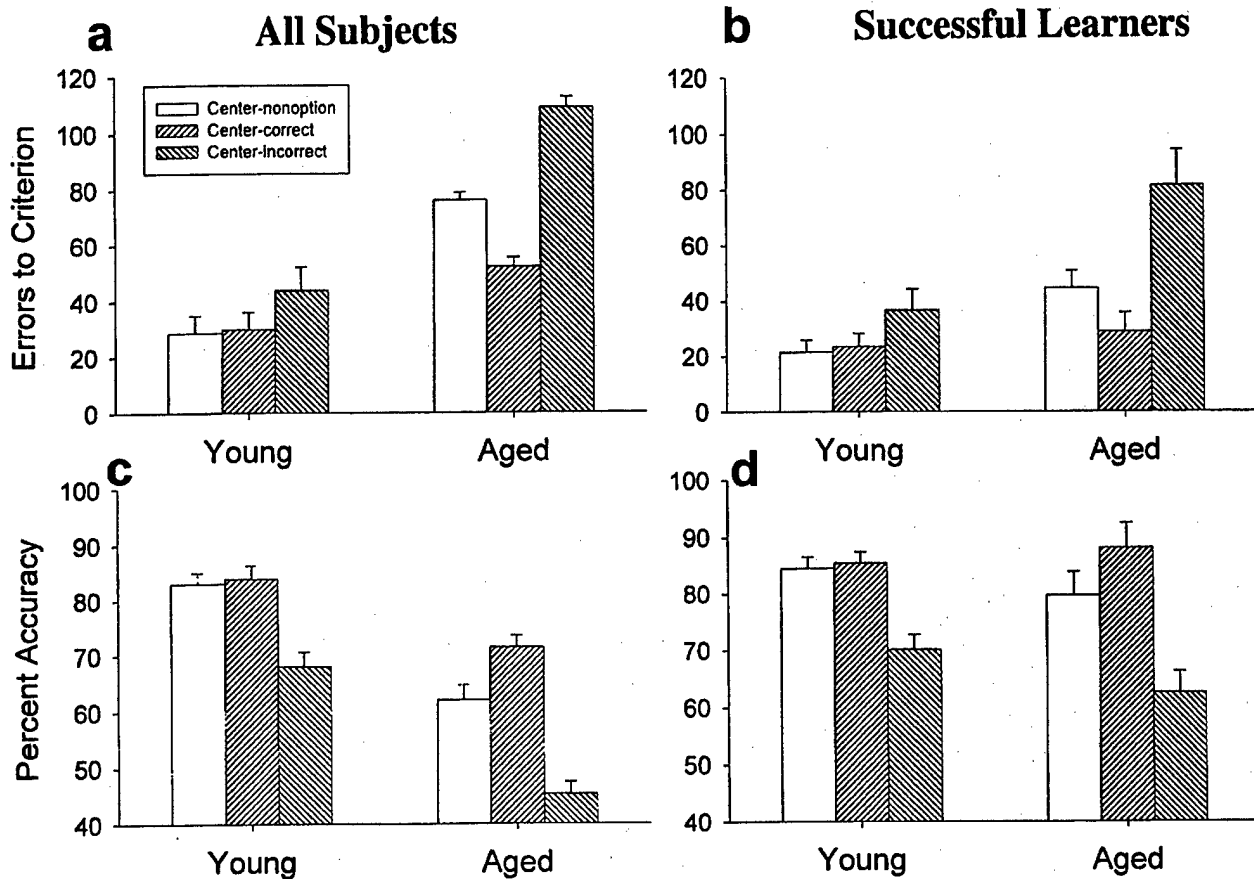 a All Subjects
b Successful Learners
Errors to Criterion
120
100
80
60
40
20
0
Center-nonoption
Center-correct
Center-incorrect
Young Aged
120
100
80
60
40
20
0
Young Aged
c
Percent Accuracy
100
90
80
70
60
50
40
Young Aged
d
100
90
80
70
60
50
40
Young Aged